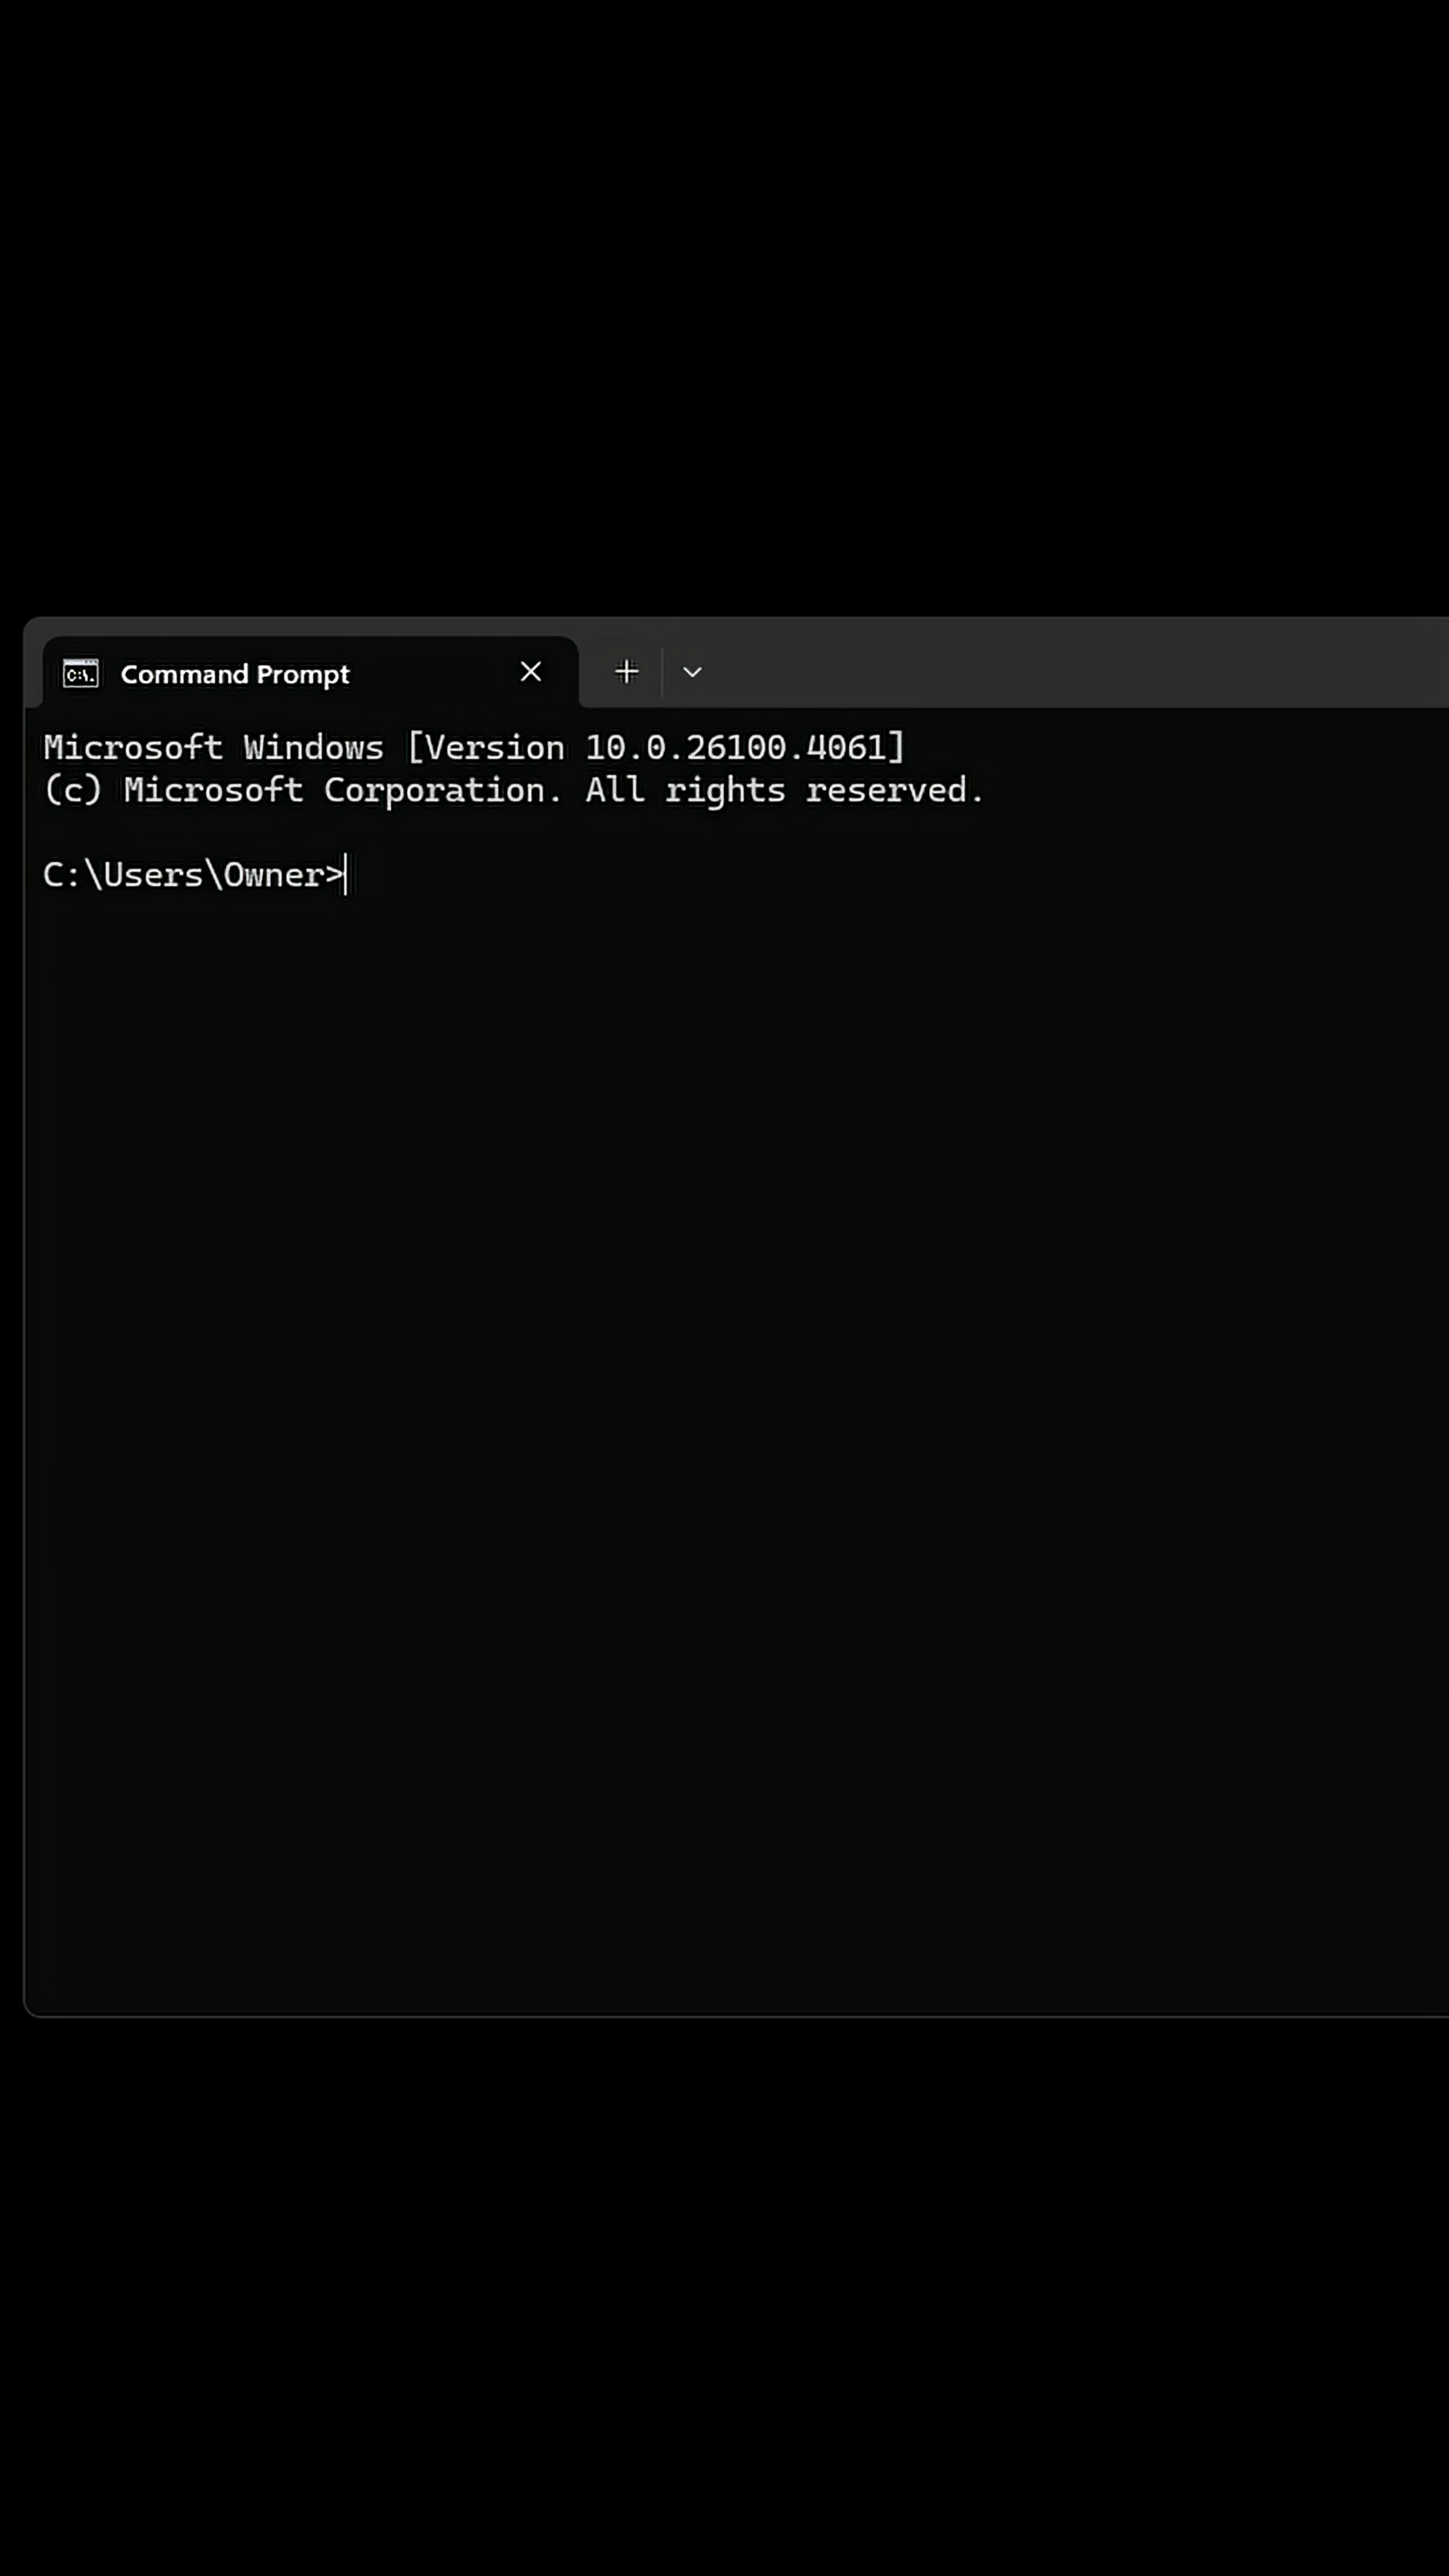 Command Prompt
Microsoft Windows [Version 10.0.26100.4061]
(c) Microsoft Corporation. All rights reserved.
C:\Users\Owner>